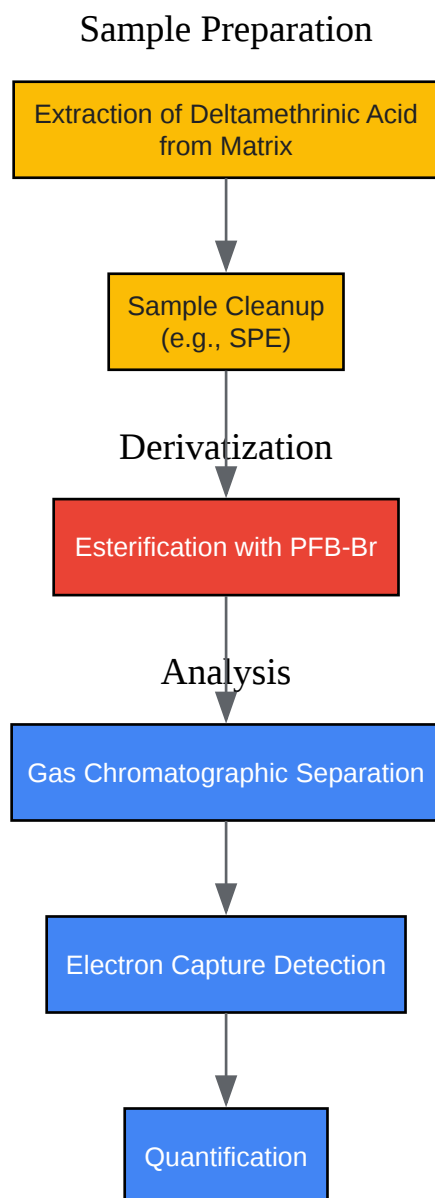 Sample Preparation
Extraction of Deltamethrinic Acid
from Matrix
Sample Cleanup
(e.g., SPE)
Derivatization
Esterification with PFB-Br
Analysis
Gas Chromatographic Separation
Electron Capture Detection
Quantification